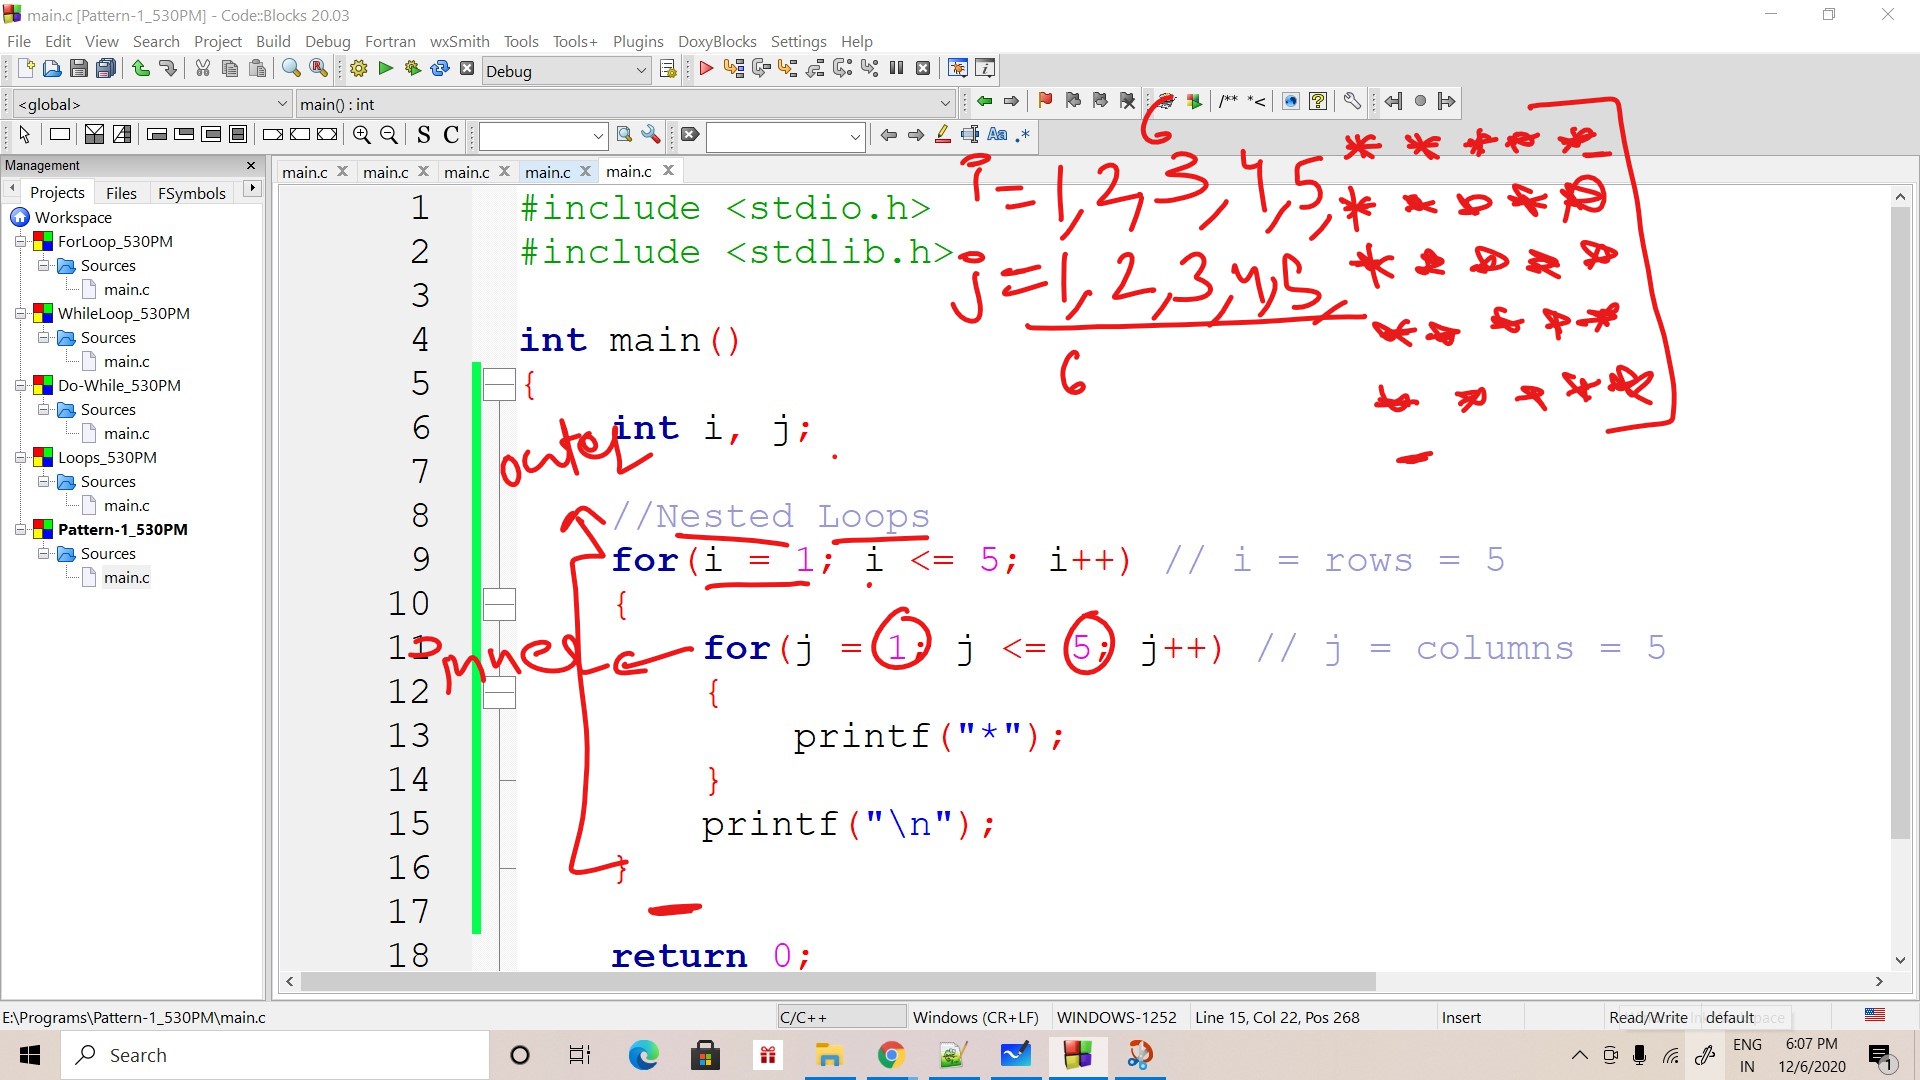 main.c [Pattern-1_530PM] - Code::Blocks 20.03
File Edit View Search Project Build Debug Fortran wxSmith Tools Tools+ Plugins DoxyBlocks Settings Help
Debug
<global> main() : int /** *<
S C Aa .*
Management
Projects Files FSymbols
main.c main.c main.c main.c main.c
Workspace
ForLoop_530PM
Sources
main.c
WhileLoop_530PM
Sources
main.c
Do-While_530PM
Sources
main.c
Loops_530PM
Sources
main.c
Pattern-1_530PM
Sources
main.c
1 #include <stdio.h>
2 #include <stdlib.h>
3
4 int main()
5 {
6 int i, j;
7
8 //Nested Loops
9 for(i = 1; i <= 5; i++) // i = rows = 5
10 {
11 for(j = 1; j <= 5; j++) // j = columns = 5
12 {
13 printf("*");
14 }
15 printf("\n");
16 }
17
18 return 0;
6
i = 1, 2, 3, 4, 5,
j = 1, 2, 3, 4, 5,
6
* * * * *
* * * * *
* * * * *
* * * * *
* * * * *
outer
Inner
E:\Programs\Pattern-1_530PM\main.c C/C++ Windows (CR+LF) WINDOWS-1252 Line 15, Col 22, Pos 268 Insert Read/Write default
Search
ENG
IN
6:07 PM
12/6/2020
1